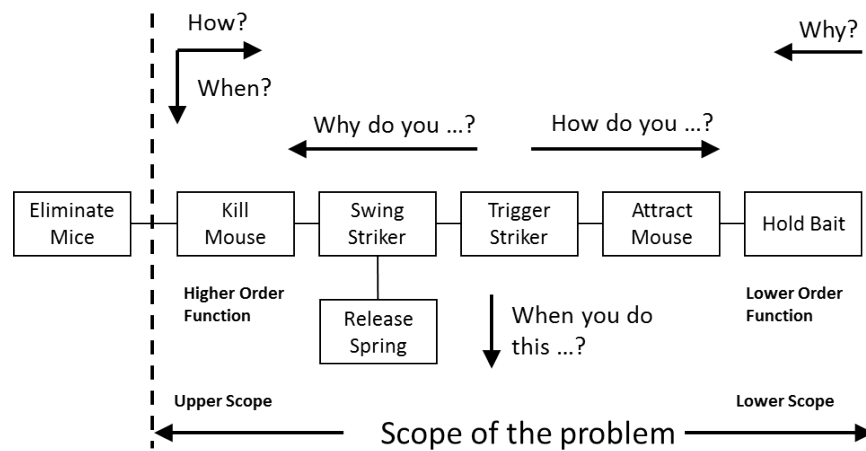 How?
Why?
When?
Why do you ...?
How do you ...?
Eliminate
Mice
Kill
Mouse
Swing
Striker
Trigger
Striker
Attract
Mouse
Hold Bait
Higher Order
Function
Release
Spring
When you do
this ...?
Lower Order
Function
Upper Scope
Lower Scope
Scope of the problem